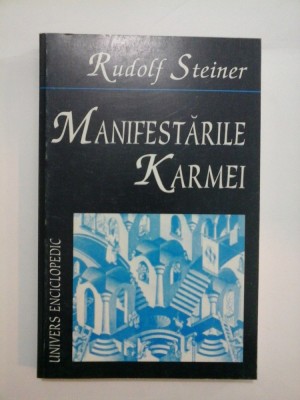 Rudolf Steiner
MANIFESTĂRILE
KARMEI
UNIVERS ENCICLOPEDIC